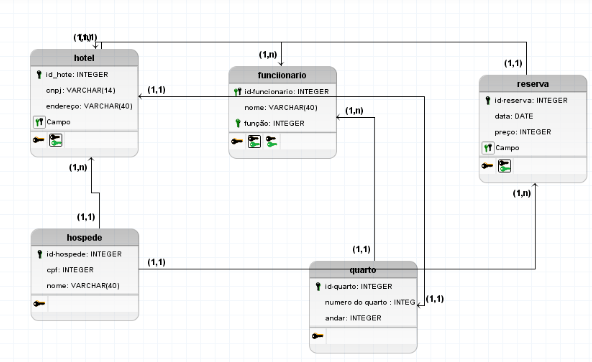 (1,n)
hotel
id_hote: INTEGER
cnpj: VARCHAR(14)
endereço: VARCHAR(40)
Campo
(1,n)
funcionario
id-funcionario: INTEGER
nome: VARCHAR(40)
função: INTEGER
(1,1)
reserva
id-reserva: INTEGER
data: DATE
preço: INTEGER
Campo
(1,1)
(1,n)
(1,n)
(1,1)
(1,n)
hospede
id-hospede: INTEGER
cpf: INTEGER
nome: VARCHAR(40)
(1,1)
(1,1)
quarto
id-quarto: INTEGER
numero do quarto : INTEG
andar: INTEGER
(1,1)